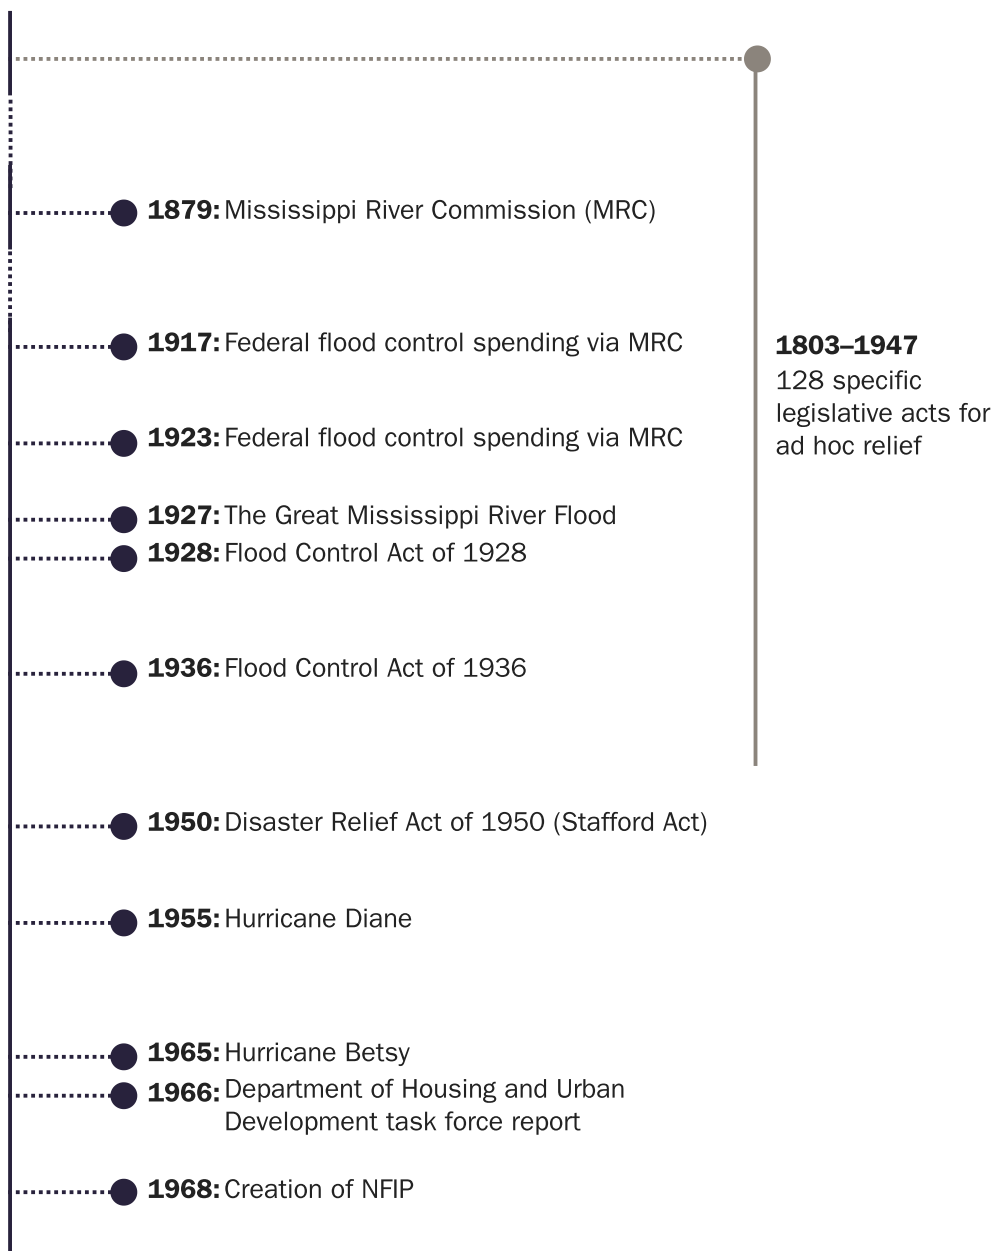 1879: Mississippi River Commission (MRC)
1917: Federal flood control spending via MRC
1803–1947
128 specific
legislative acts for
ad hoc relief
1923: Federal flood control spending via MRC
1927: The Great Mississippi River Flood
1928: Flood Control Act of 1928
1936: Flood Control Act of 1936
1950: Disaster Relief Act of 1950 (Stafford Act)
1955: Hurricane Diane
1965: Hurricane Betsy
1966: Department of Housing and Urban
Development task force report
1968: Creation of NFIP